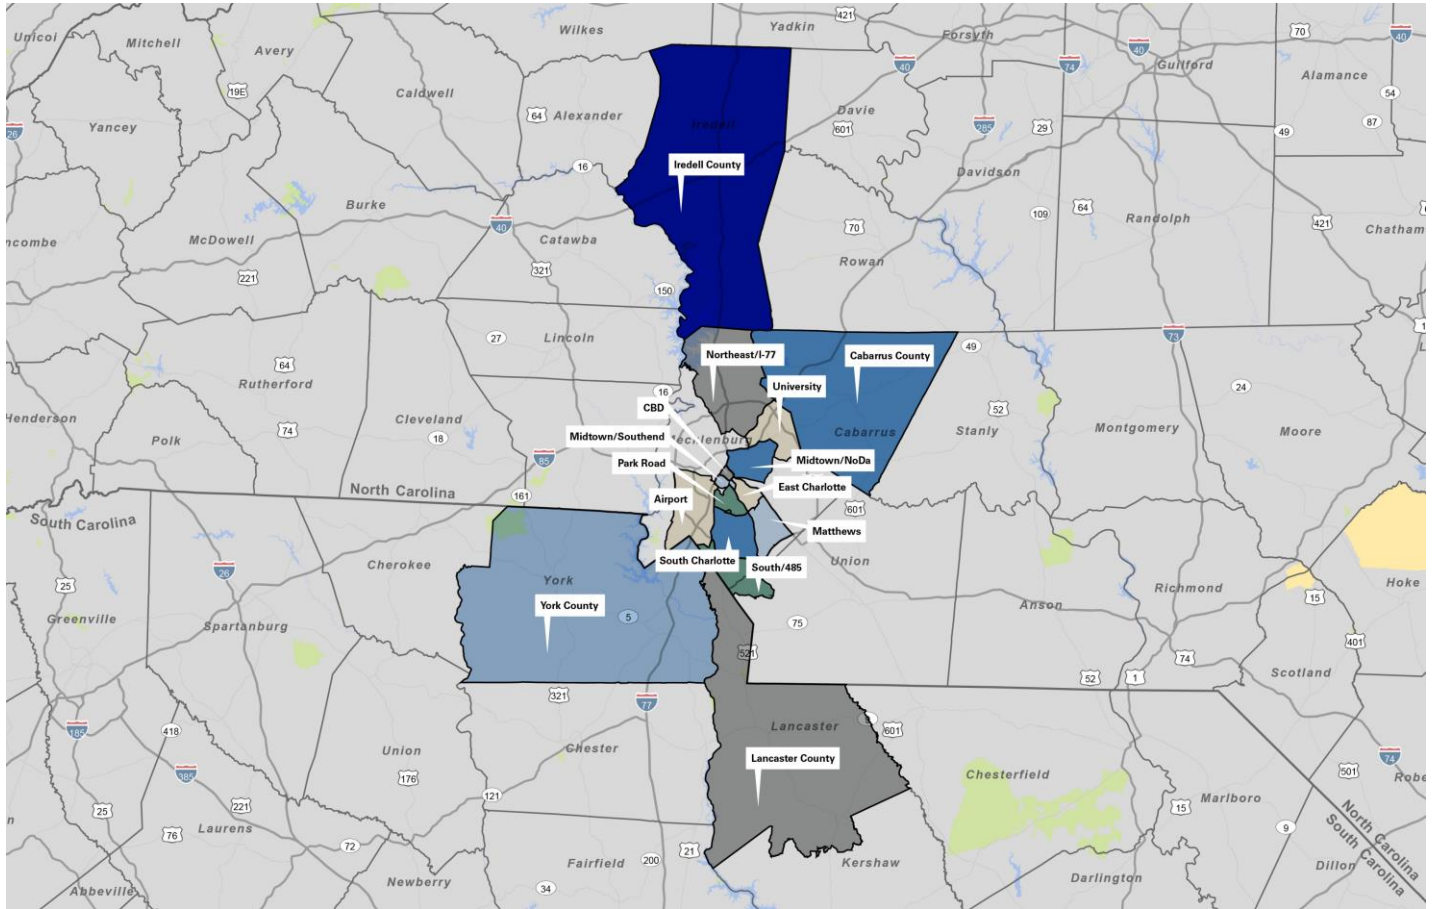 421
Yadkin
Wilkes
Unicoi
Mitchell
Avery
Forsyth
70
40
40
Guilford
74
40
Alamance
19E
Caldwell
64
Alexander
Iredell
Davie
601
285
29
54
87
49
26
Yancey
16
Iredell County
Davidson
Burke
64
109
Randolph
421
Chatham
40
70
ncombe
McDowell
Catawba
Rowan
221
321
150
27
Lincoln
73
49
Northeast/I-77
Cabarrus County
64
Rutherford
University
16
24
CBD
52
Henderson
Polk
74
Cleveland
18
Midtown/Southend
Mecklenburg
Cabarrus
Stanly
Montgomery
Moore
85
Park Road
Midtown/NoDa
North Carolina
161
Airport
East Charlotte
601
South Carolina
Matthews
Cherokee
26
South Charlotte
South/485
Union
25
York
Richmond
Hoke
Greenville
Spartanburg
York County
5
Anson
15
75
401
521
74
52
1
Scotland
321
77
185
418
Lancaster
601
Union
Chester
Lancaster County
74
385
176
Chesterfield
501
Robe
25
221
121
Marlboro
15
North Carolina
South Carolina
76
Laurens
72
9
21
200
Fairfield
Kershaw
Dillon
Abbeville
Newberry
34
Darlington
n